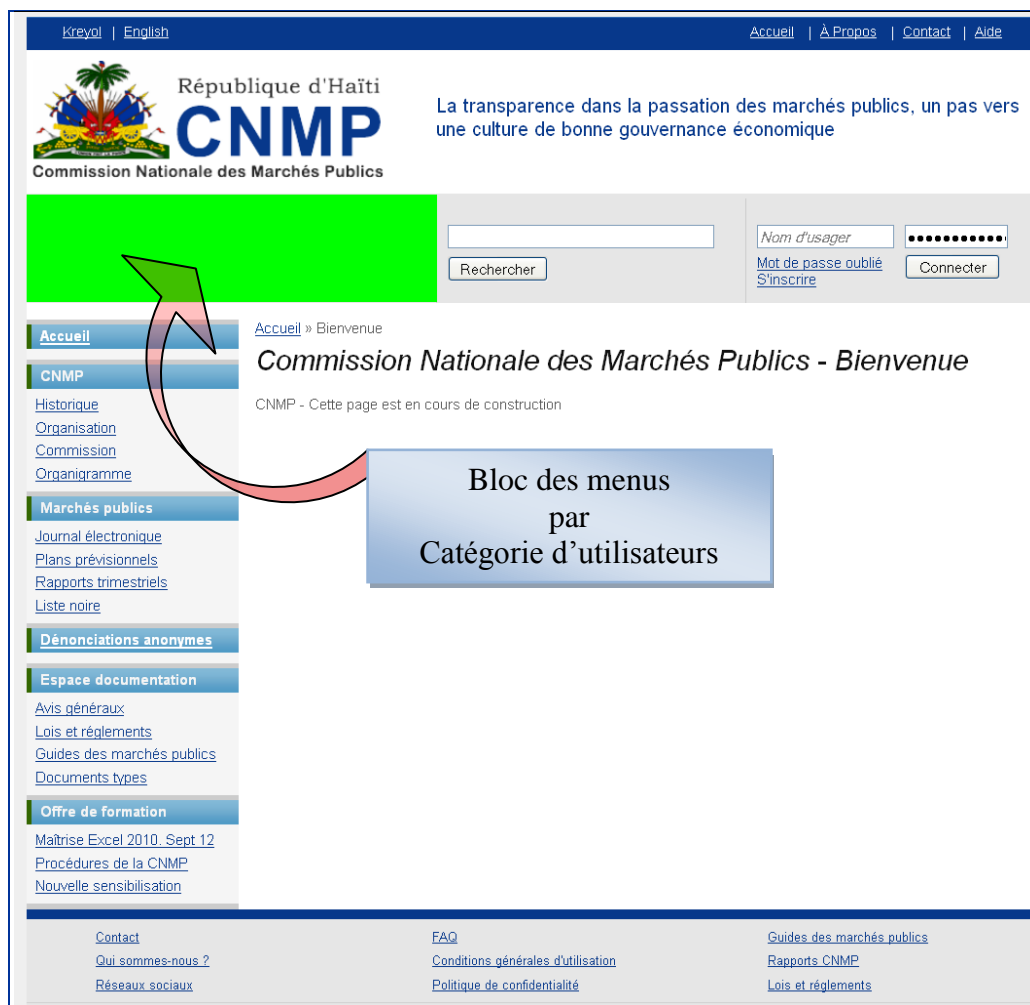 Kreyol | English
Accueil | À Propos | Contact | Aide
République d'Haïti
CNMP
Commission Nationale des Marchés Publics
La transparence dans la passation des marchés publics, un pas vers
une culture de bonne gouvernance économique
Rechercher
Nom d'usager
Mot de passe oublié
S'inscrire
Connecter
Accueil
CNMP
Historique
Organisation
Commission
Organigramme
Marchés publics
Journal électronique
Plans prévisionnels
Rapports trimestriels
Liste noire
Dénonciations anonymes
Espace documentation
Avis généraux
Lois et réglements
Guides des marchés publics
Documents types
Offre de formation
Maîtrise Excel 2010. Sept 12
Procédures de la CNMP
Nouvelle sensibilisation
Accueil » Bienvenue
Commission Nationale des Marchés Publics - Bienvenue
CNMP - Cette page est en cours de construction
Bloc des menus
par
Catégorie d’utilisateurs
Contact
Qui sommes-nous ?
Réseaux sociaux
FAQ
Conditions générales d'utilisation
Politique de confidentialité
Guides des marchés publics
Rapports CNMP
Lois et réglements